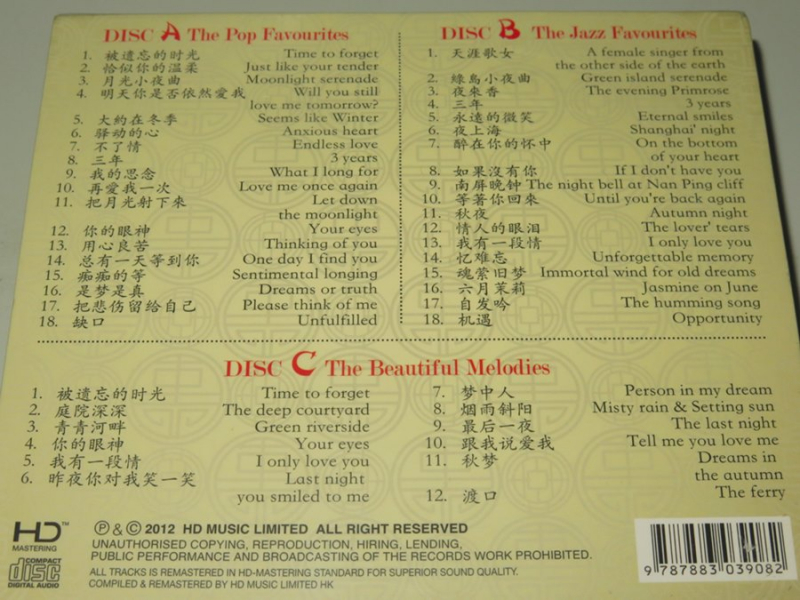 DISC A The Pop Favourites
1. 被遗忘的时光 Time to forget
2. 恰似你的温柔 Just like your tender
3. 月光小夜曲 Moonlight serenade
4. 明天你是否依然爱我 Will you still
love me tomorrow?
5. 大約在冬季 Seems like Winter
6. 驿动的心 Anxious heart
7. 不了情 Endless love
8. 三年 3 years
9. 我的思念 What I long for
10. 再愛我一次 Love me once again
11. 把月光射下來 Let down
the moonlight
12. 你的眼神 Your eyes
13. 用心良苦 Thinking of you
14. 总有一天等到你 One day I find you
15. 痴痴的等 Sentimental longing
16. 是梦是真 Dreams or truth
17. 把悲伤留给自己 Please think of me
18. 缺口 Unfulfilled
DISC B The Jazz Favourites
1. 天涯歌女 A female singer from
the other side of the earth
2. 綠島小夜曲 Green island serenade
3. 夜來香 The evening Primrose
4. 三年 3 years
5. 永遠的微笑 Eternal smiles
6. 夜上海 Shanghai' night
7. 醉在你的怀中 On the bottom
of your heart
8. 如果沒有你 If I don't have you
9. 南屏晚钟 The night bell at Nan Ping cliff
10. 等著你回來 Until you're back again
11. 秋夜 Autumn night
12. 情人的眼泪 The lover' tears
13. 我有一段情 I only love you
14. 忆难忘 Unforgettable memory
15. 魂萦旧梦 Immortal wind for old dreams
16. 六月茉莉 Jasmine on June
17. 自发吟 The humming song
18. 机遇 Opportunity
DISC C The Beautiful Melodies
1. 被遗忘的时光 Time to forget
2. 庭院深深 The deep courtyard
3. 青青河畔 Green riverside
4. 你的眼神 Your eyes
5. 我有一段情 I only love you
6. 昨夜你对我笑一笑 Last night
you smiled to me
7. 梦中人 Person in my dream
8. 烟雨斜阳 Misty rain & Setting sun
9. 最后一夜 The last night
10. 跟我说爱我 Tell me you love me
11. 秋梦 Dreams in
the autumn
12. 渡口 The ferry
HD™
MASTERING
COMPACT
disc
DIGITAL AUDIO
Ⓟ & © 2012 HD MUSIC LIMITED ALL RIGHT RESERVED
UNAUTHORISED COPYING, REPRODUCTION, HIRING, LENDING,
PUBLIC PERFORMANCE AND BROADCASTING OF THE RECORDS WORK PROHIBITED.
ALL TRACKS IS REMASTERED IN HD-MASTERING STANDARD FOR SUPERIOR SOUND QUALITY.
COMPILED & REMASTERED BY HD MUSIC LIMITED HK
9 787883 039082